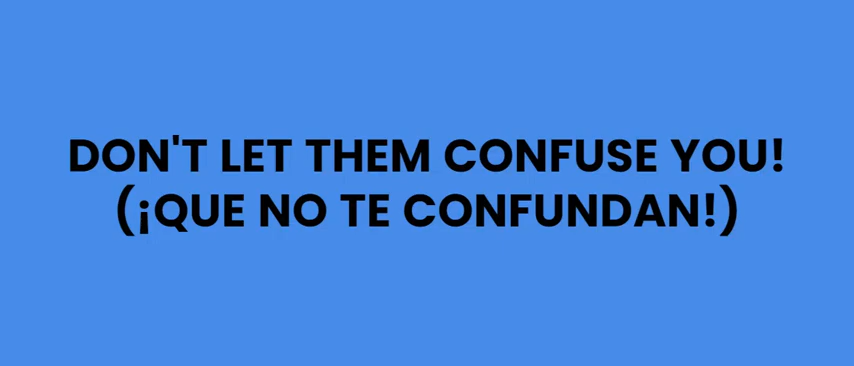 DON'T LET THEM CONFUSE YOU!
(¡QUE NO TE CONFUNDAN!)